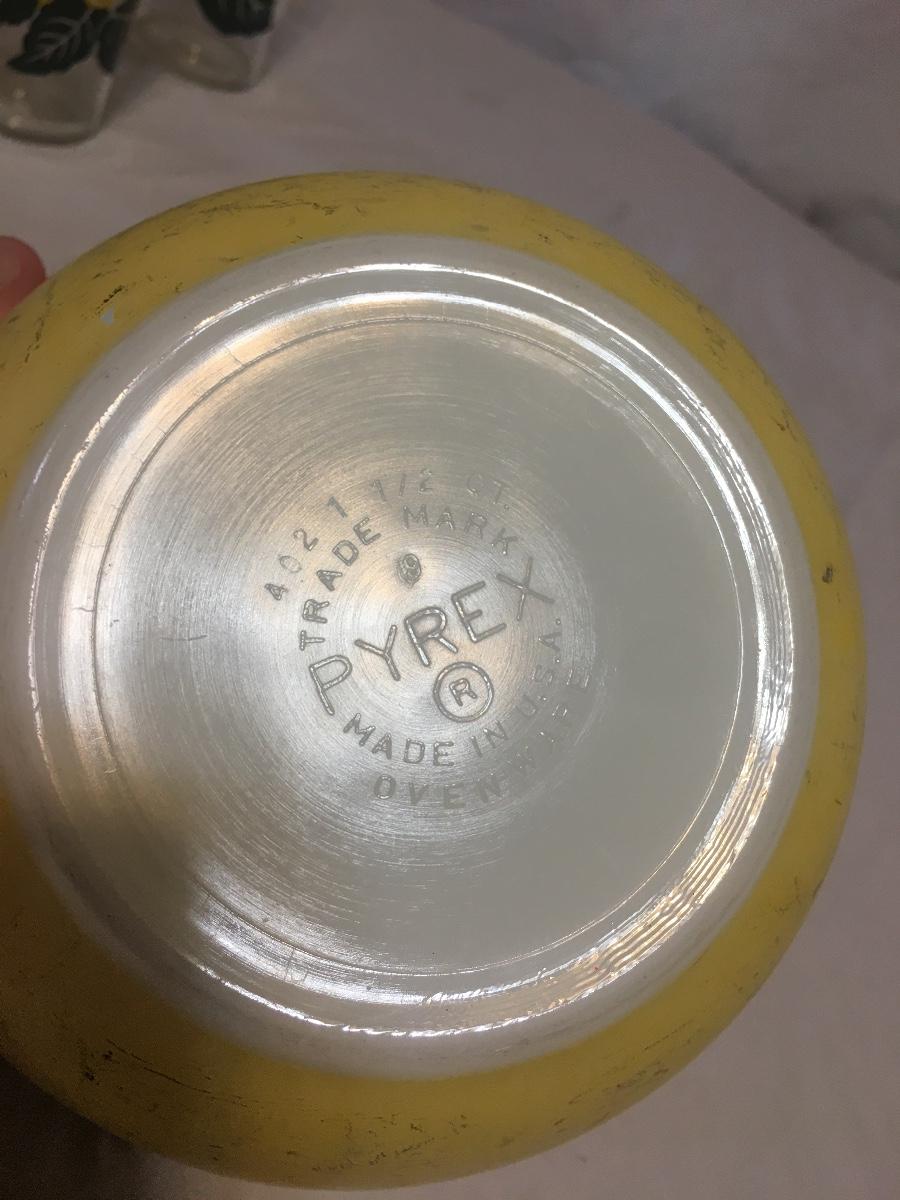 402 1 1/2 QT.
TRADE MARK
PYREX
®
MADE IN U.S.A.
OVENWARE